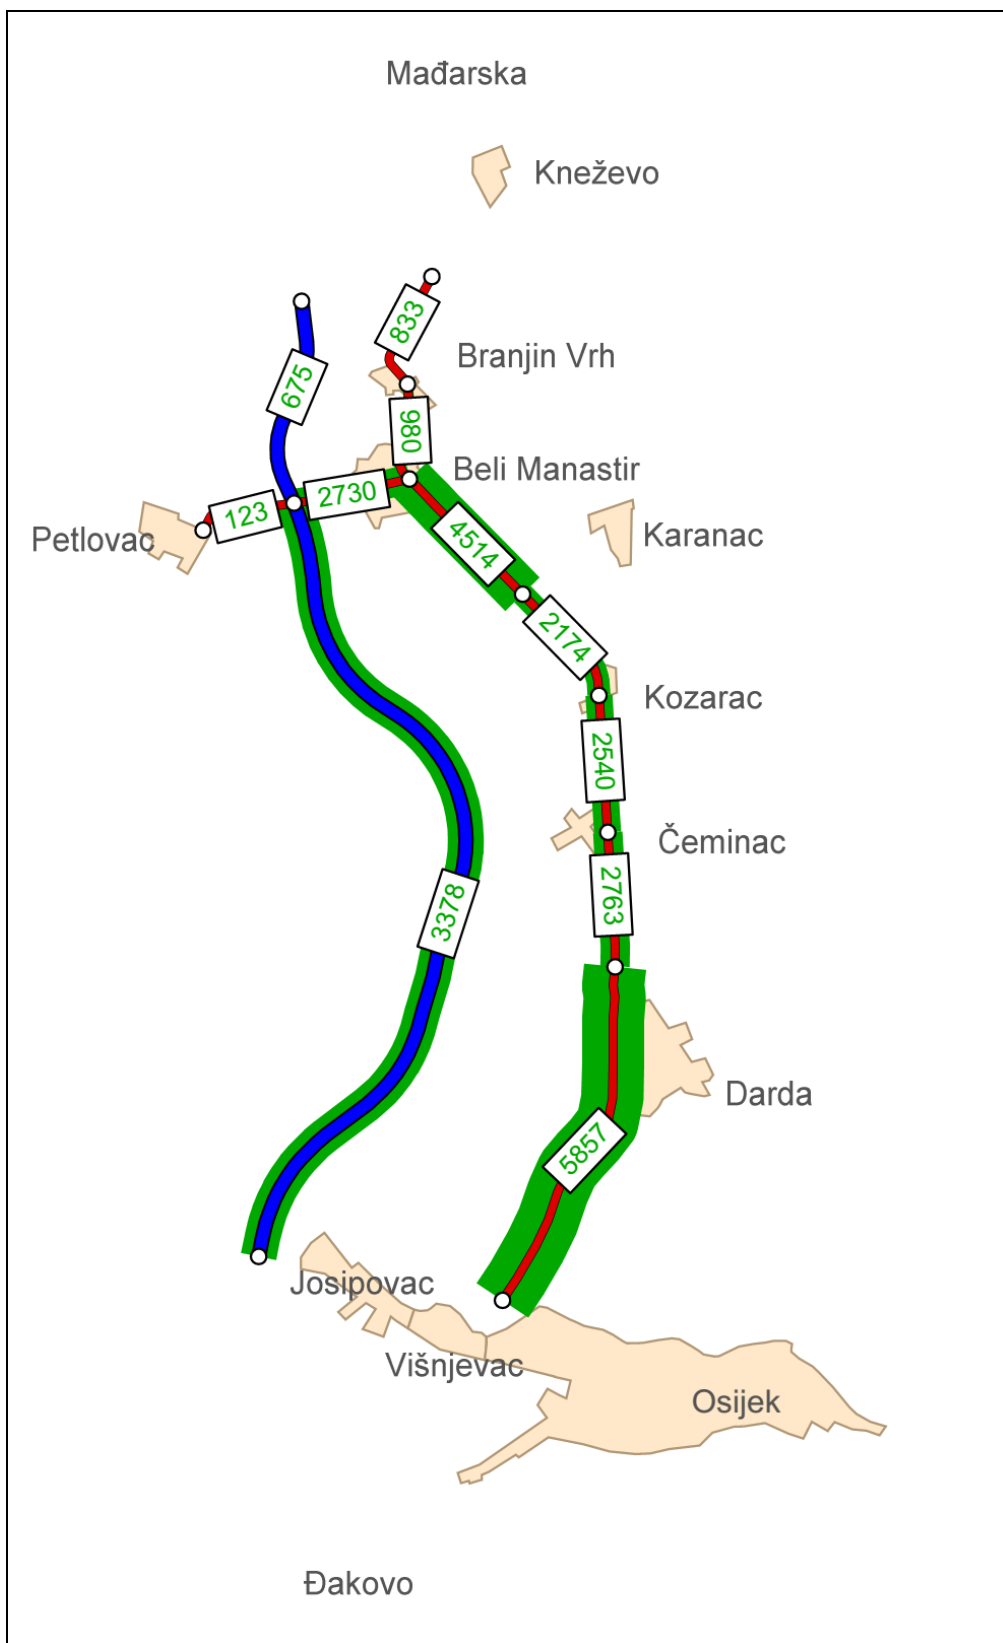 Mađarska
Kneževo
833
Branjin Vrh
675
980
Beli Manastir
2730
123
Petlovac
4514
Karanac
2174
Kozarac
2540
Čeminac
2763
3378
Darda
5857
Josipovac
Višnjevac
Osijek
Đakovo